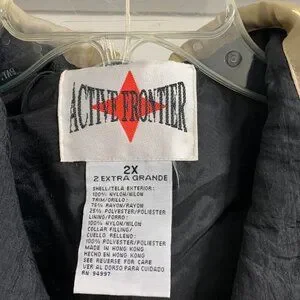 ACTIVE FRONTIER
2X
2 EXTRA GRANDE
SHELL/TELA EXTERIOR:
100% NYLON/NILON
TRIM/ORILLO:
75% RAYON/RAYON
25% POLYESTER/POLIESTER
LINING/FORRO:
100% NYLON/NILON
COLLAR FILLING/
CUELLO RELLENO:
100% POLYESTER/POLIESTER
MADE IN HONG KONG
HECHO EN HONG KONG
SEE REVERSE FOR CARE
VER AL DORSO PARA CUIDADO
RN 94997